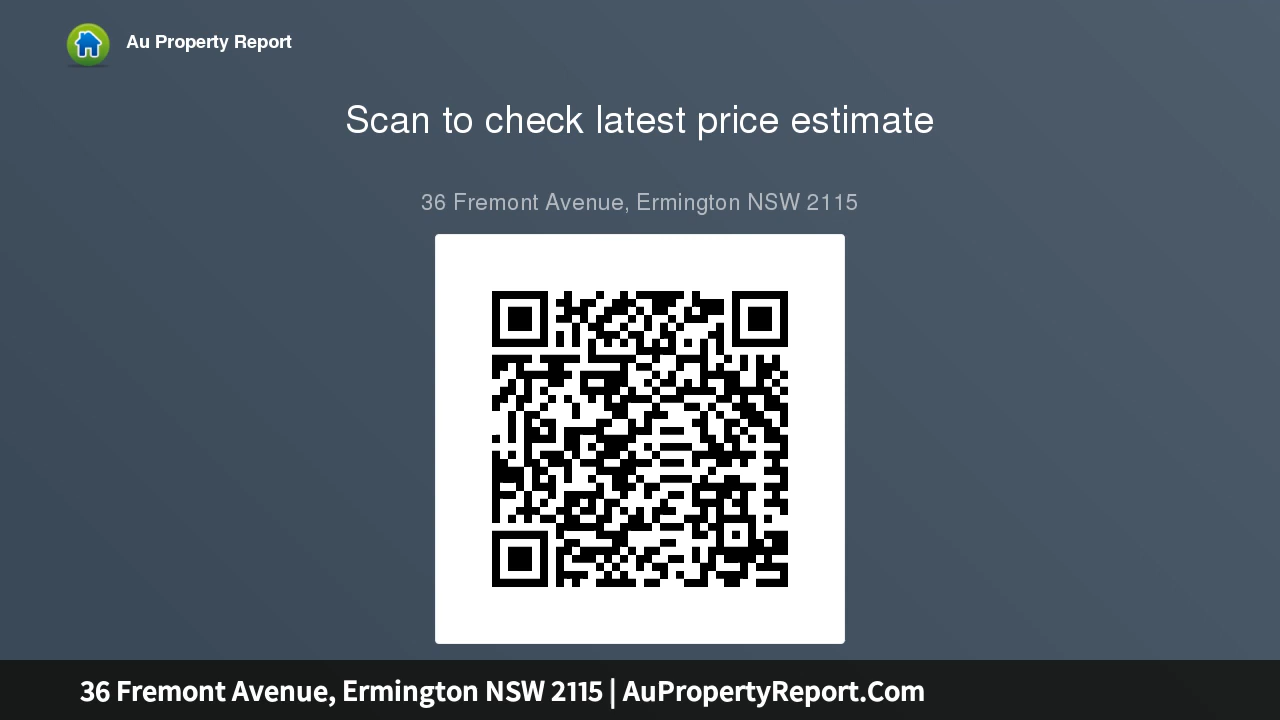 Au Property Report
Scan to check latest price estimate
36 Fremont Avenue, Ermington NSW 2115
36 Fremont Avenue, Ermington NSW 2115 | AuPropertyReport.Com